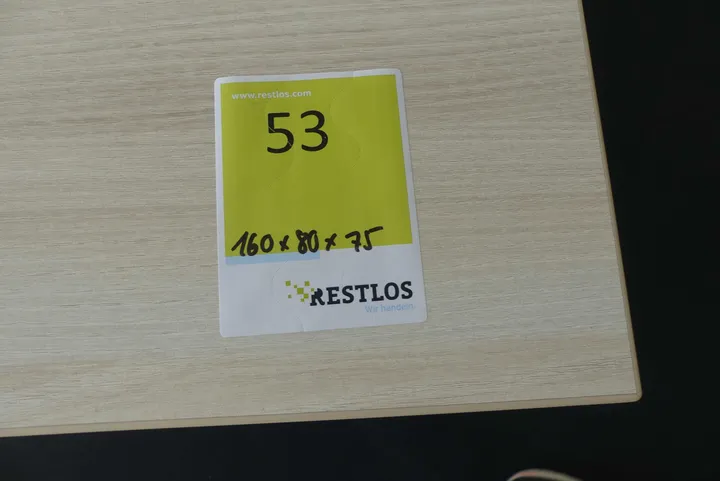 www.restlos.com
53
160 x 80 x 75
RESTLOS
Wir handeln